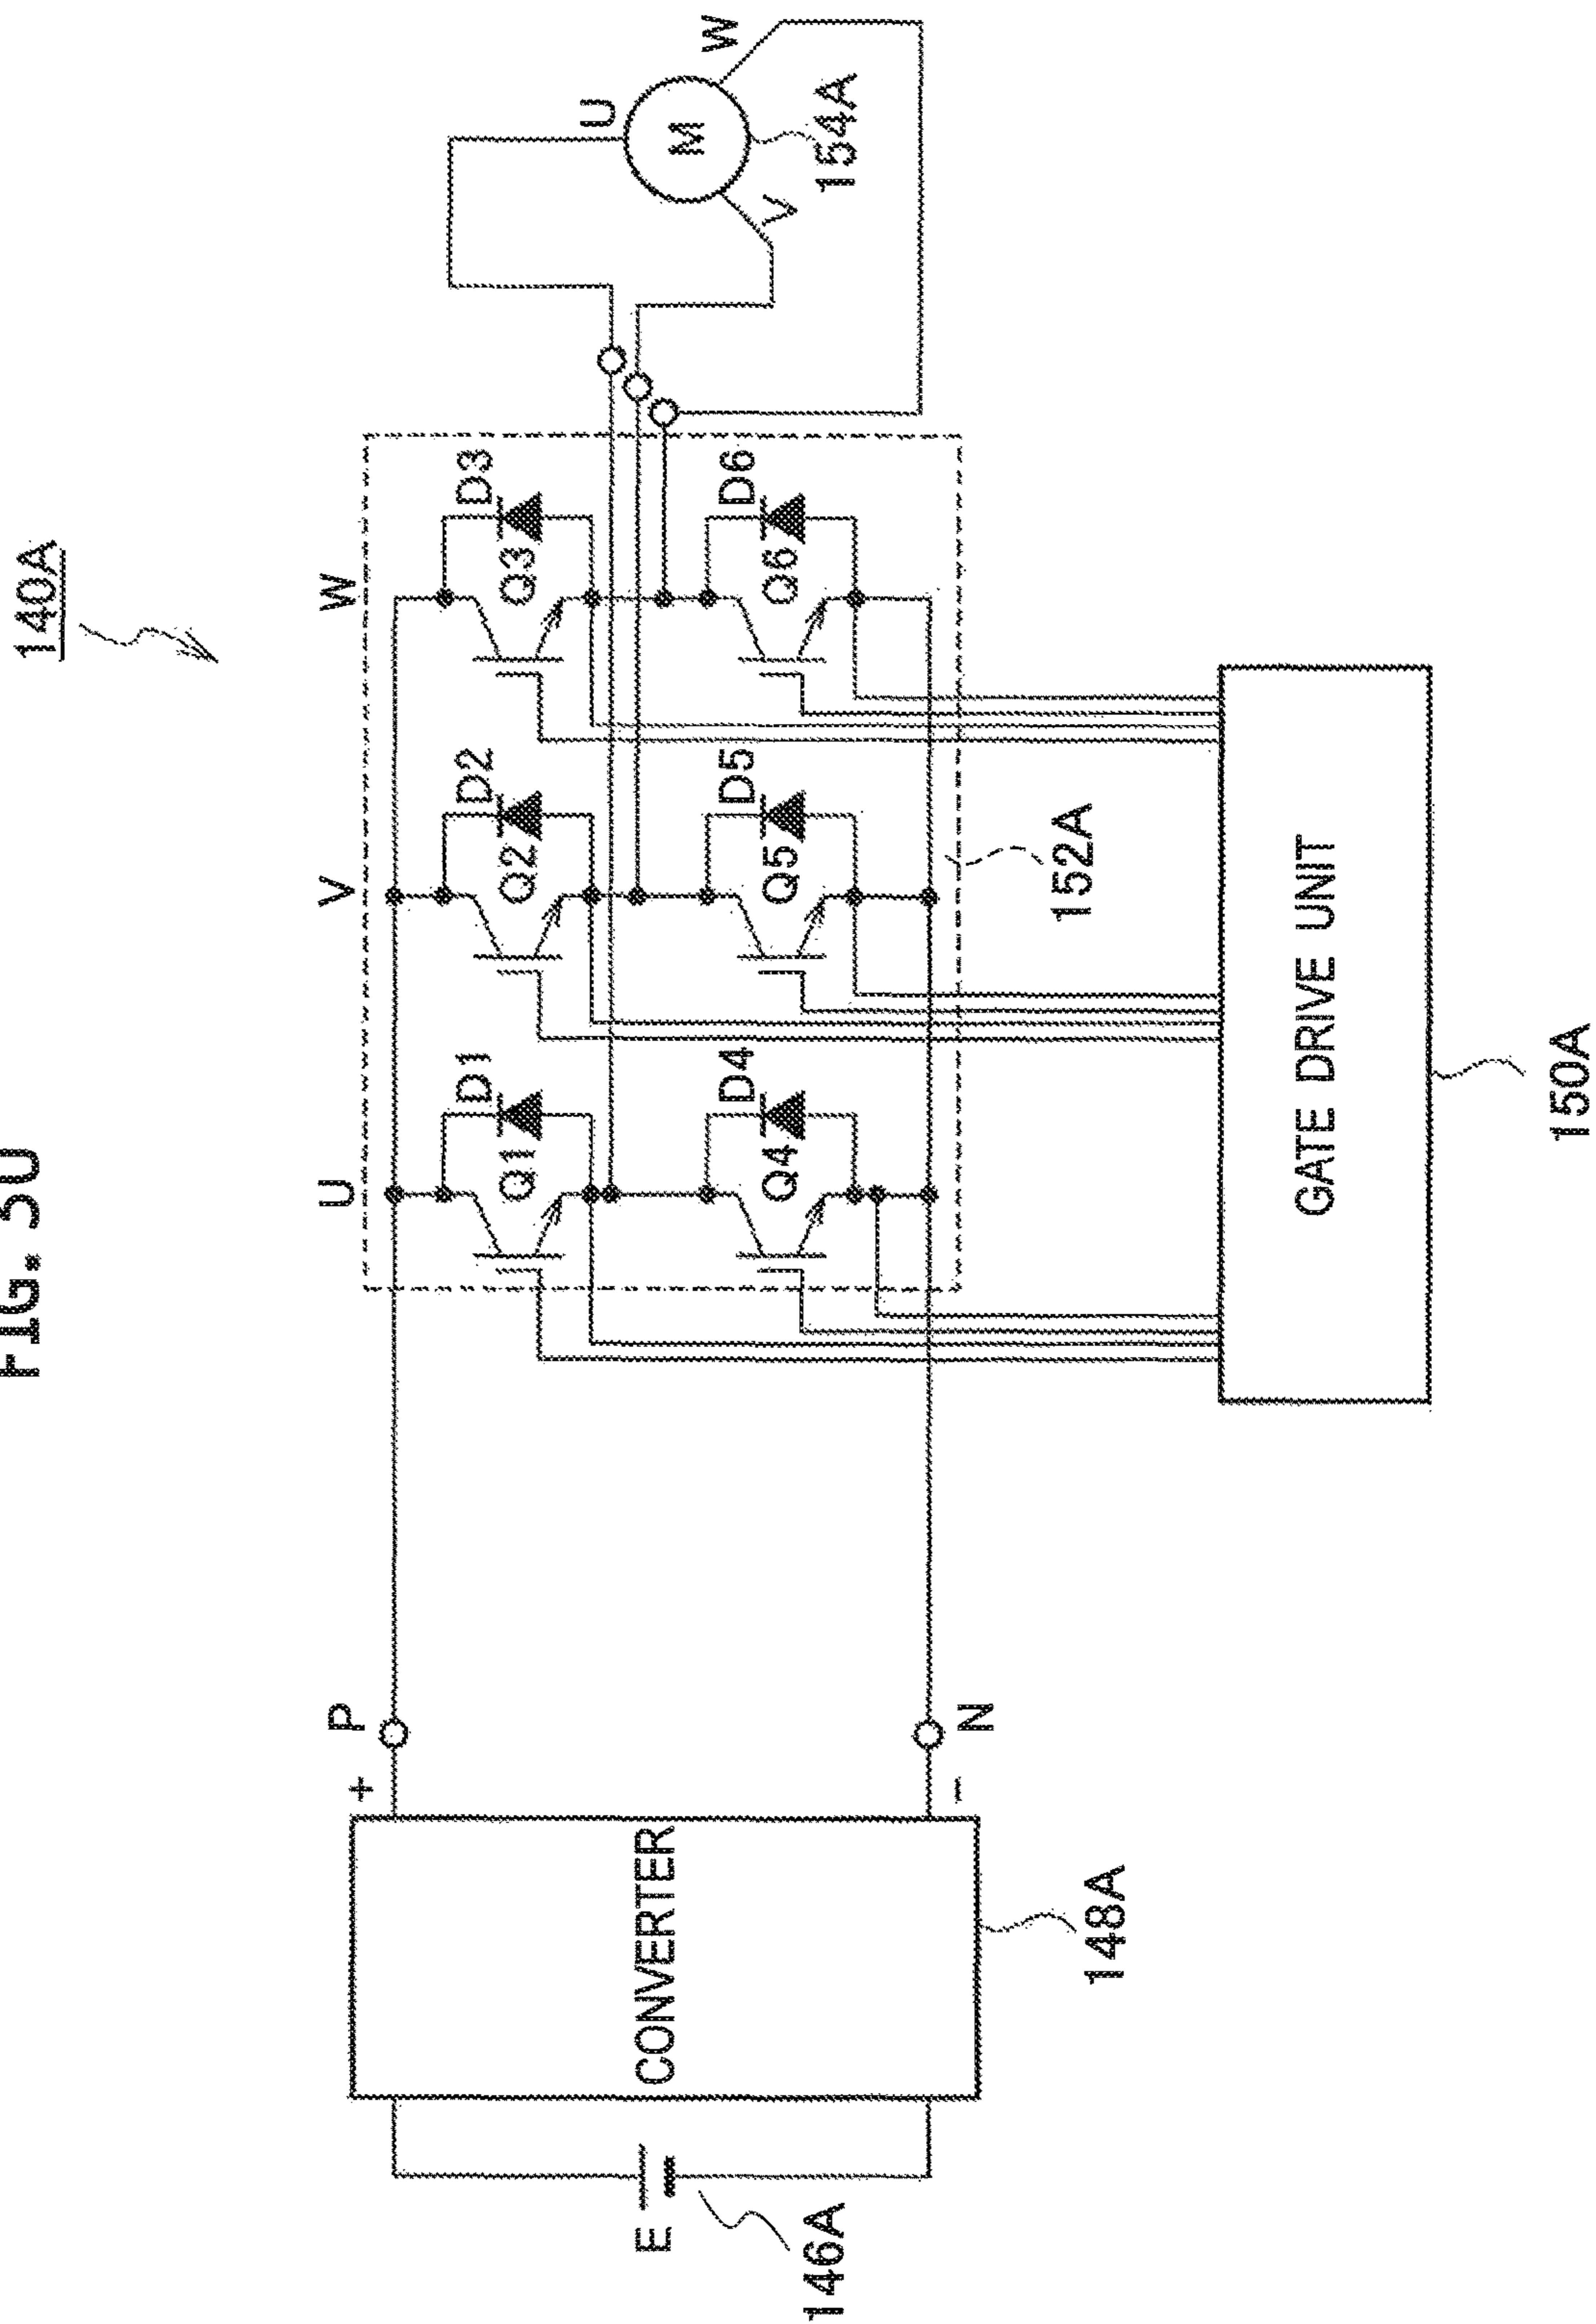 FIG. 30
140A
U
V
W
D1
D2
D3
Q1
Q2
Q3
D4
D5
D6
Q4
Q5
Q6
U
M
V
W
154A
152A
+
P
CONVERTER
E
146A
148A
-
N
GATE DRIVE UNIT
150A